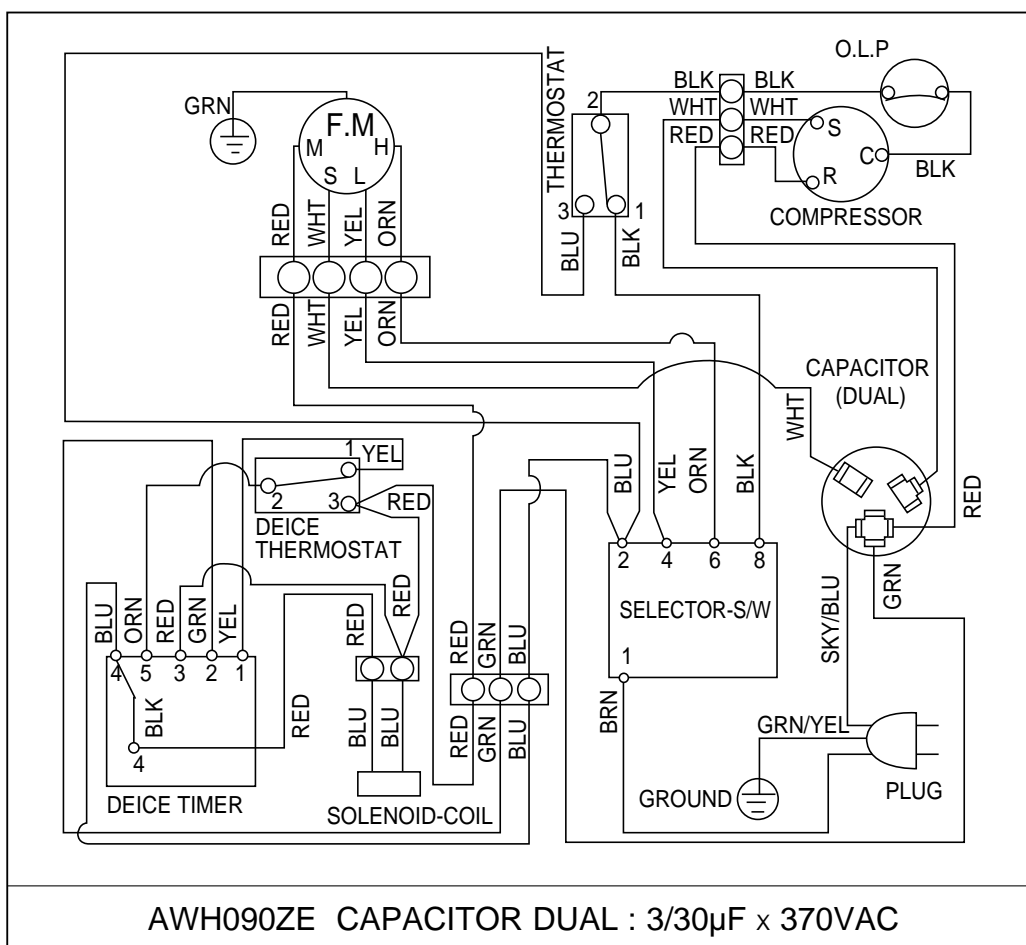 O.L.P
BLK
BLK
WHT
WHT
RED
RED
S
C
R
BLK
COMPRESSOR
THERMOSTAT
2
3
1
BLU
BLK
GRN
F.M
M
H
S
L
RED
WHT
YEL
ORN
RED
WHT
YEL
ORN
CAPACITOR
(DUAL)
WHT
RED
SKY/BLU
GRN
1
YEL
2
3
RED
DEICE
THERMOSTAT
BLU
YEL
ORN
BLK
2
4
6
8
SELECTOR-S/W
1
BRN
BLU
ORN
RED
GRN
YEL
4
5
3
2
1
BLK
4
RED
DEICE TIMER
RED
RED
BLU
BLU
SOLENOID-COIL
RED
GRN
BLU
RED
GRN
BLU
GRN/YEL
GROUND
PLUG
AWH090ZE CAPACITOR DUAL : 3/30µF x 370VAC